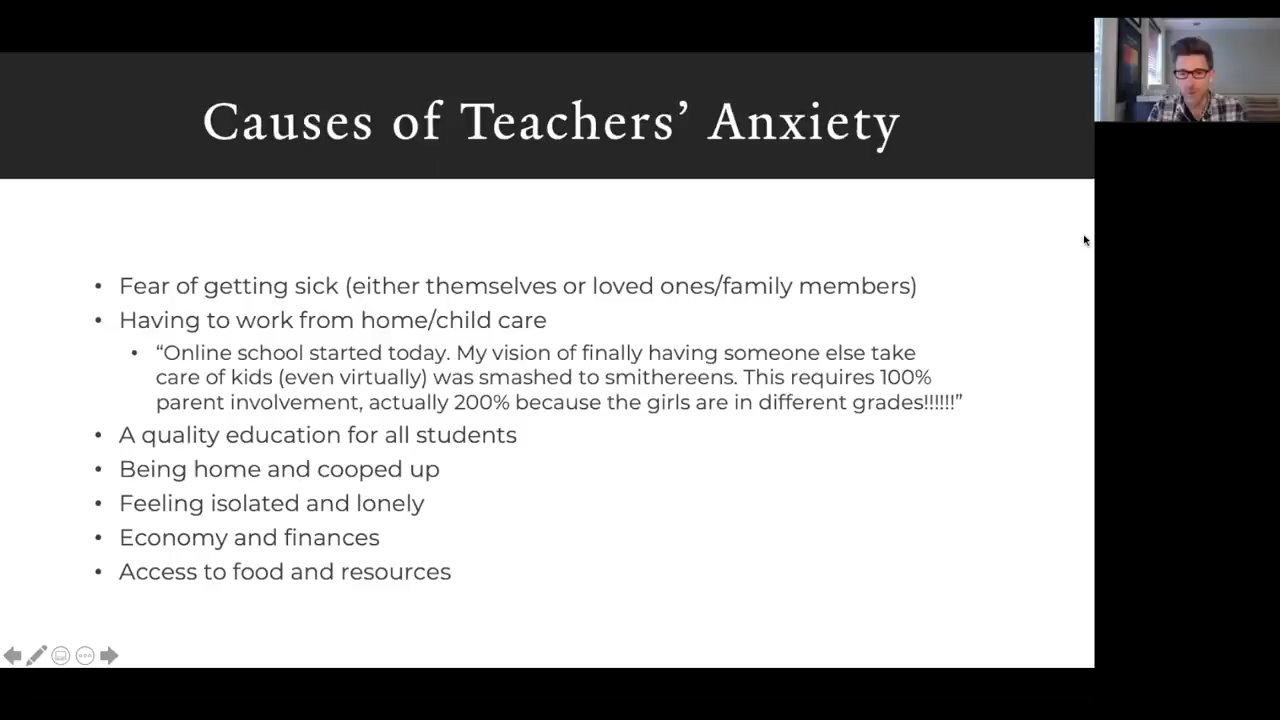 Causes of Teachers’ Anxiety
• Fear of getting sick (either themselves or loved ones/family members)
• Having to work from home/child care
• “Online school started today. My vision of finally having someone else take
care of kids (even virtually) was smashed to smithereens. This requires 100%
parent involvement, actually 200% because the girls are in different grades!!!!!!”
• A quality education for all students
• Being home and cooped up
• Feeling isolated and lonely
• Economy and finances
• Access to food and resources